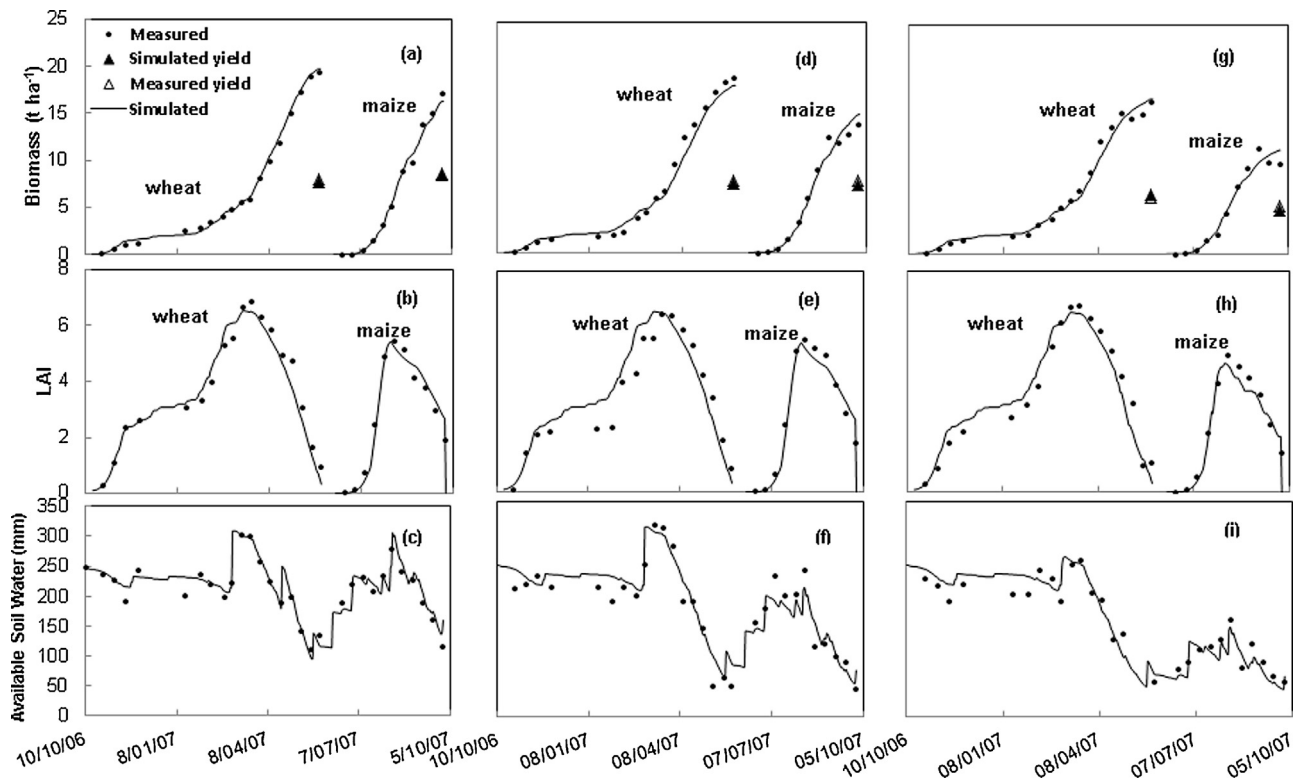 25
20
15
10
5
0
Biomass (t ha⁻¹)
Measured
Simulated yield
Measured yield
Simulated
(a)
wheat
maize
(d)
wheat
maize
(g)
wheat
maize
8
6
4
2
0
LAI
(b)
wheat
maize
(e)
wheat
maize
(h)
wheat
maize
350
300
250
200
150
100
50
0
Available Soil Water (mm)
(c)
(f)
(i)
10/10/06
8/01/07
8/04/07
7/07/07
5/10/07
10/10/06
08/01/07
08/04/07
07/07/07
05/10/07
10/10/06
08/01/07
08/04/07
07/07/07
05/10/07